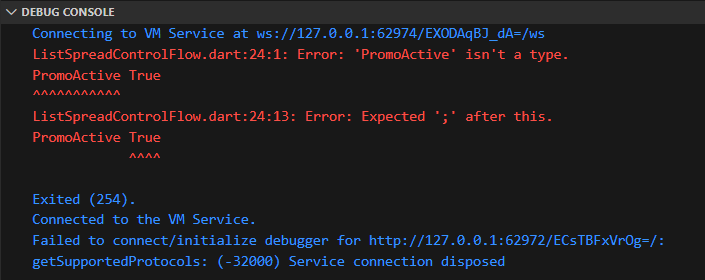 DEBUG CONSOLE
Connecting to VM Service at ws://127.0.0.1:62974/EXODAqBJ_dA=/ws
ListSpreadControlFlow.dart:24:1: Error: 'PromoActive' isn't a type.
PromoActive True
^^^^^^^^^^^
ListSpreadControlFlow.dart:24:13: Error: Expected ';' after this.
PromoActive True
            ^^^^
Exited (254).
Connected to the VM Service.
Failed to connect/initialize debugger for http://127.0.0.1:62972/ECsTBFxVrOg=/:
getSupportedProtocols: (-32000) Service connection disposed